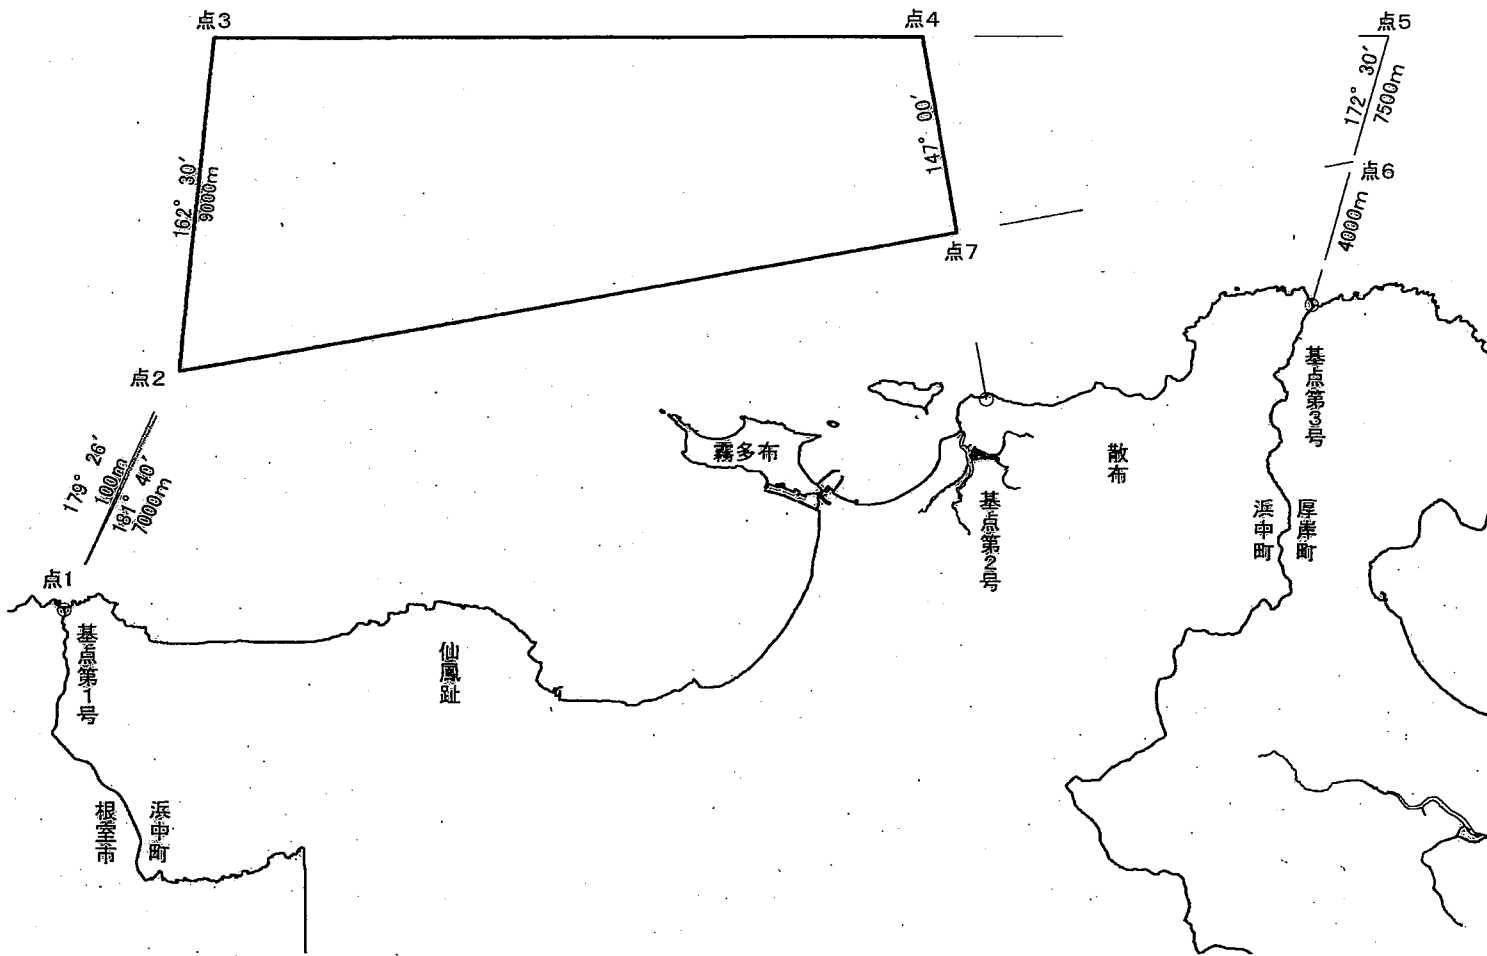 点3
点4
点5
162° 30′
9000m
147° 00′
172° 30′
7500m
点6
4000m
点7
点2
179° 26′
100m
181° 40′
7000m
点1
基点第1号
仙鳳趾
霧多布
基点第2号
散布
基点第3号
浜中町
厚岸町
根室市
浜中町